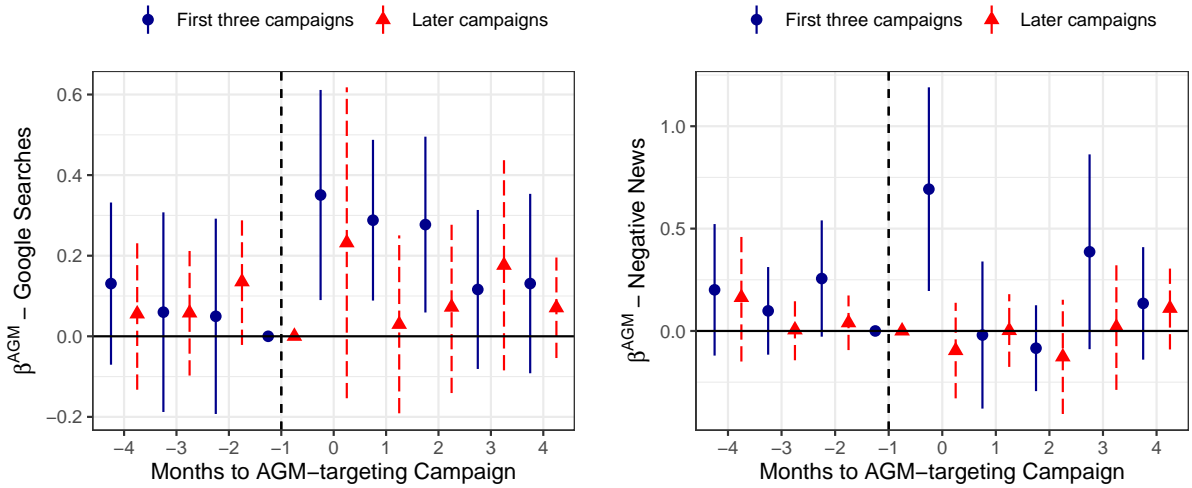 First three campaigns Later campaigns
0.6
0.4
0.2
0.0
−0.2
β^AGM − Google Searches
−4 −3 −2 −1 0 1 2 3 4
Months to AGM−targeting Campaign
First three campaigns Later campaigns
1.0
0.5
0.0
β^AGM − Negative News
−4 −3 −2 −1 0 1 2 3 4
Months to AGM−targeting Campaign